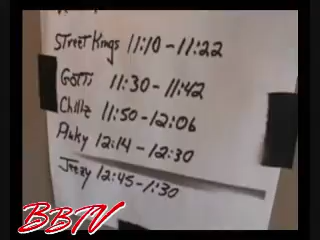 Street Kings 11:10-11:22
Gotti 11:30-11:42
Chillz 11:50-12:06
Pluky 12:14-12:30
Jeezy 12:45-1:30
BBTV